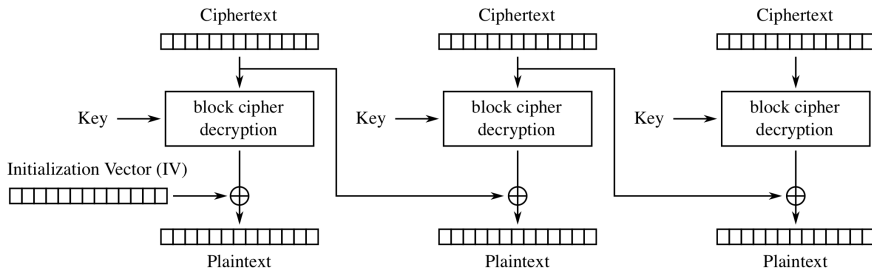 Ciphertext
Ciphertext
Ciphertext
Key
block cipher
decryption
Key
block cipher
decryption
Key
block cipher
decryption
Initialization Vector (IV)
Plaintext
Plaintext
Plaintext